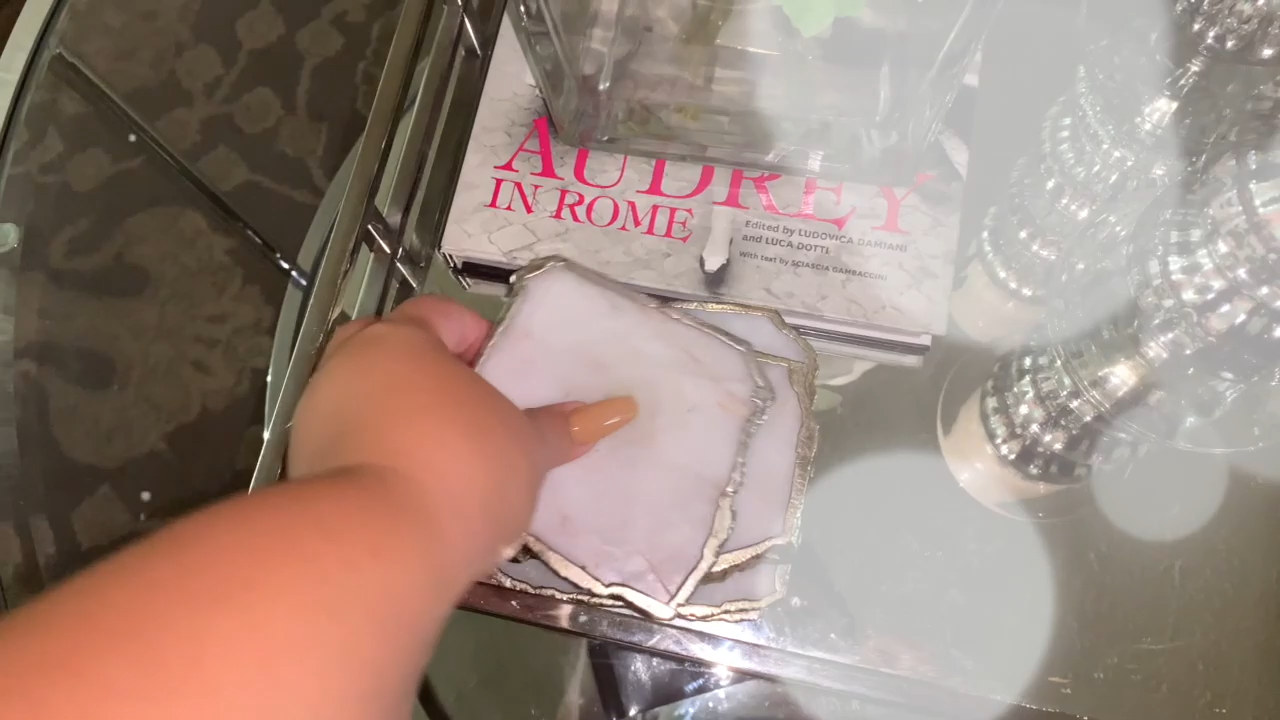 AUDREY
IN ROME
Edited by LUDOVICA DAMIANI
and LUCA DOTTI
With text by SCIASCIA GAMBACCINI